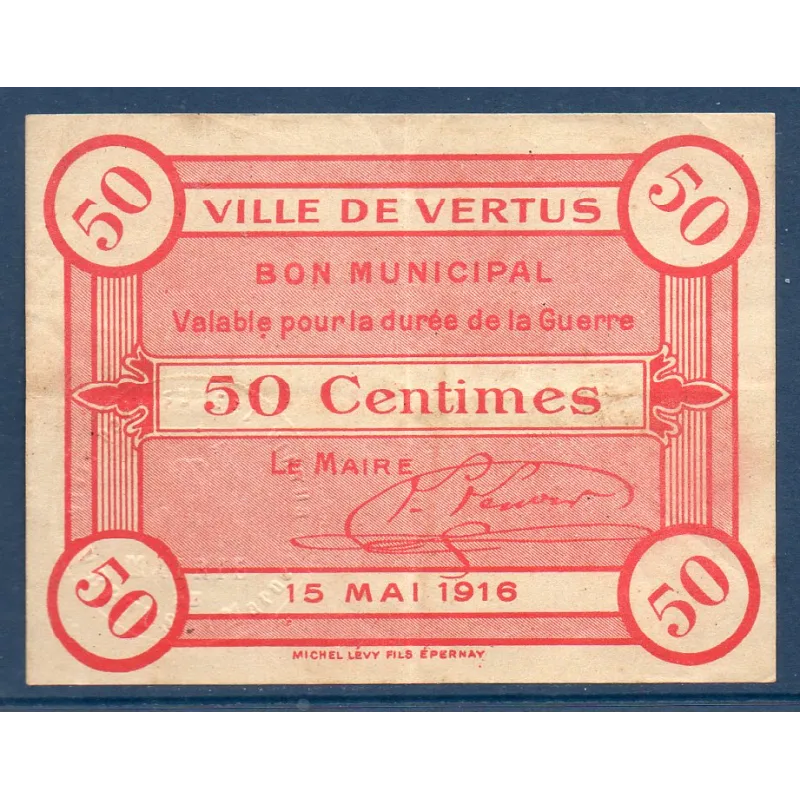 50 50
VILLE DE VERTUS
BON MUNICIPAL
Valable pour la durée de la Guerre
50 Centimes
LE MAIRE
50 50
15 MAI 1916
MICHEL LÉVY FILS ÉPERNAY